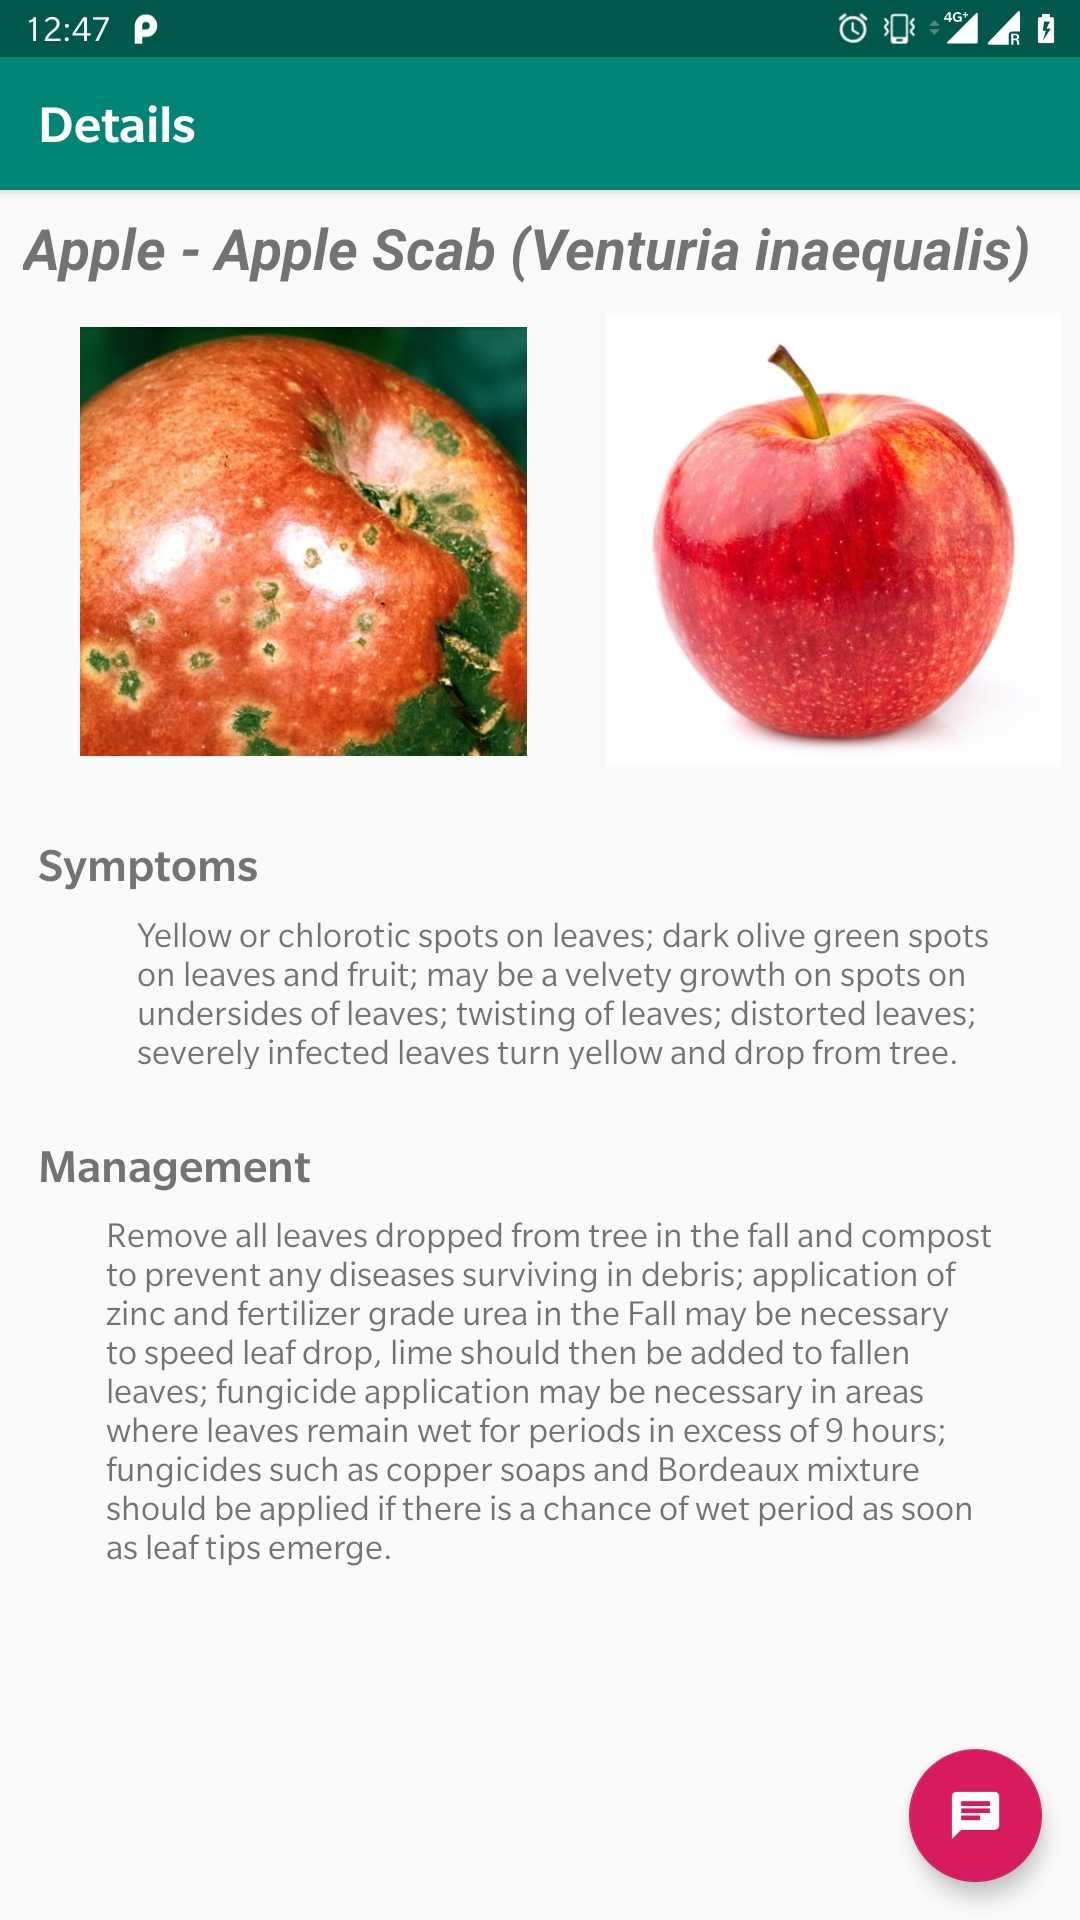 12:47
4G+
R
Details
Apple - Apple Scab (Venturia inaequalis)
Symptoms
Yellow or chlorotic spots on leaves; dark olive green spots
on leaves and fruit; may be a velvety growth on spots on
undersides of leaves; twisting of leaves; distorted leaves;
severely infected leaves turn yellow and drop from tree.
Management
Remove all leaves dropped from tree in the fall and compost
to prevent any diseases surviving in debris; application of
zinc and fertilizer grade urea in the Fall may be necessary
to speed leaf drop, lime should then be added to fallen
leaves; fungicide application may be necessary in areas
where leaves remain wet for periods in excess of 9 hours;
fungicides such as copper soaps and Bordeaux mixture
should be applied if there is a chance of wet period as soon
as leaf tips emerge.